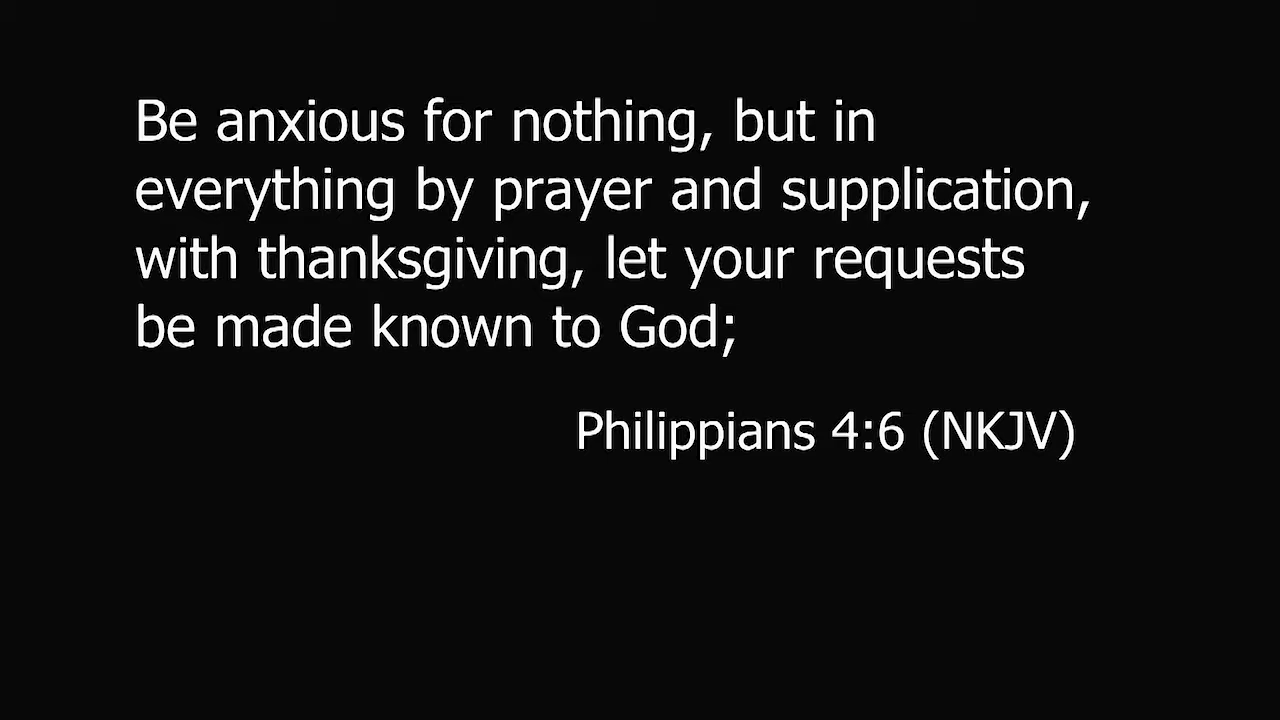 Be anxious for nothing, but in
everything by prayer and supplication,
with thanksgiving, let your requests
be made known to God;
Philippians 4:6 (NKJV)